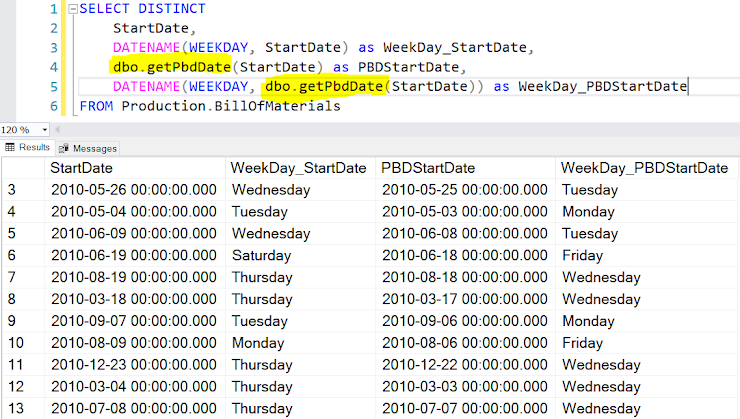 1 SELECT DISTINCT
2 StartDate,
3 DATENAME(WEEKDAY, StartDate) as WeekDay_StartDate,
4 dbo.getPbdDate(StartDate) as PBDStartDate,
5 DATENAME(WEEKDAY, dbo.getPbdDate(StartDate)) as WeekDay_PBDStartDate
6 FROM Production.BillOfMaterials
120 %
Results Messages
StartDate WeekDay_StartDate PBDStartDate WeekDay_PBDStartDate
3 2010-05-26 00:00:00.000 Wednesday 2010-05-25 00:00:00.000 Tuesday
4 2010-05-04 00:00:00.000 Tuesday 2010-05-03 00:00:00.000 Monday
5 2010-06-09 00:00:00.000 Wednesday 2010-06-08 00:00:00.000 Tuesday
6 2010-06-19 00:00:00.000 Saturday 2010-06-18 00:00:00.000 Friday
7 2010-08-19 00:00:00.000 Thursday 2010-08-18 00:00:00.000 Wednesday
8 2010-03-18 00:00:00.000 Thursday 2010-03-17 00:00:00.000 Wednesday
9 2010-09-07 00:00:00.000 Tuesday 2010-09-06 00:00:00.000 Monday
10 2010-08-09 00:00:00.000 Monday 2010-08-06 00:00:00.000 Friday
11 2010-12-23 00:00:00.000 Thursday 2010-12-22 00:00:00.000 Wednesday
12 2010-03-04 00:00:00.000 Thursday 2010-03-03 00:00:00.000 Wednesday
13 2010-07-08 00:00:00.000 Thursday 2010-07-07 00:00:00.000 Wednesday